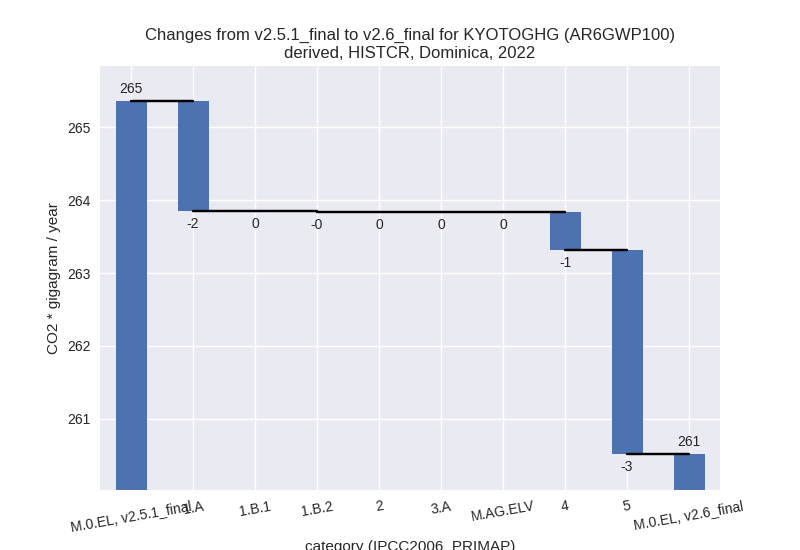 Changes from v2.5.1_final to v2.6_final for KYOTOGHG (AR6GWP100)
derived, HISTCR, Dominica, 2022
CO2 * gigagram / year
265
264
263
262
261
265
-2
0
-0
0
0
0
-1
-3
261
M.0.EL, v2.5.1_final
1.A
1.B.1
1.B.2
2
3.A
M.AG.ELV
4
5
M.0.EL, v2.6_final
category (IPCC2006_PRIMAP)